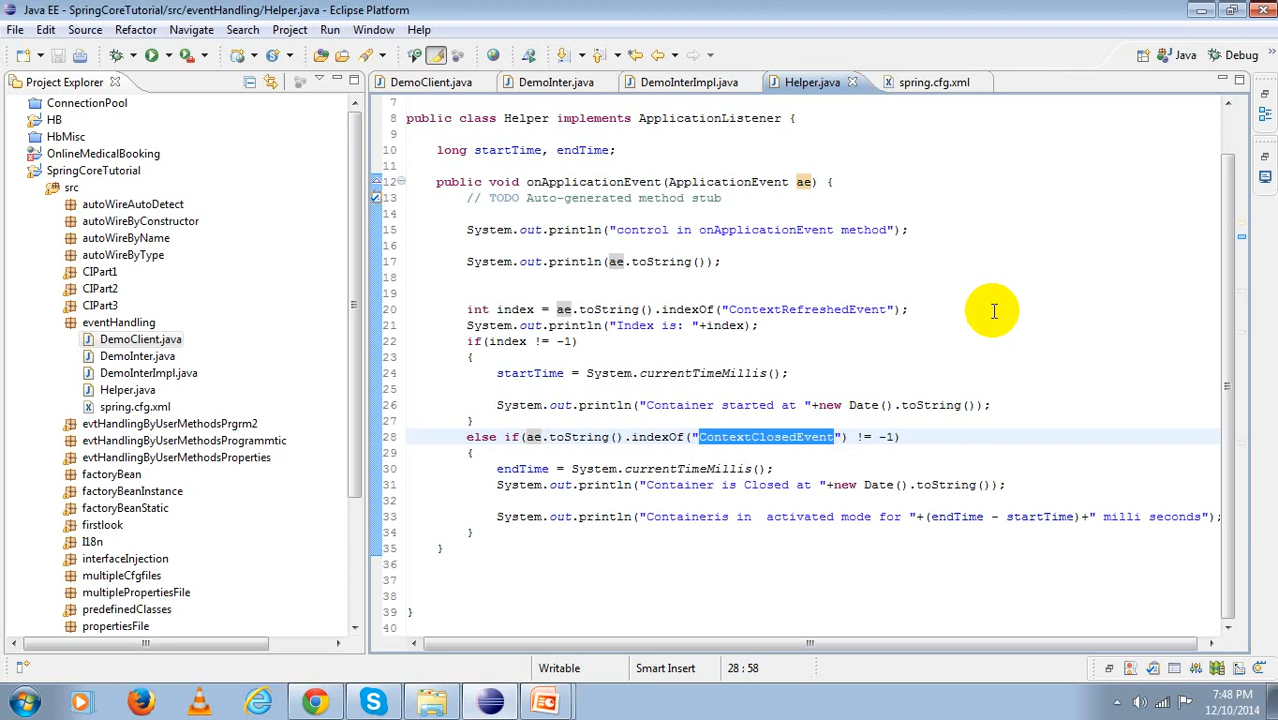 Java EE - SpringCoreTutorial/src/eventHandling/Helper.java - Eclipse Platform
File Edit Source Refactor Navigate Search Project Run Window Help
Java Debug
Project Explorer
DemoClient.java DemoInter.java DemoInterImpl.java Helper.java spring.cfg.xml
ConnectionPool
HB
HbMisc
OnlineMedicalBooking
SpringCoreTutorial
src
autoWireAutoDetect
autoWireByConstructor
autoWireByName
autoWireByType
CIPart1
CIPart2
CIPart3
eventHandling
DemoClient.java
DemoInter.java
DemoInterImpl.java
Helper.java
spring.cfg.xml
evtHandlingByUserMethodsPrgrm2
evtHandlingByUserMethodsProgrammtic
evtHandlingByUserMethodsProperties
factoryBean
factoryBeanInstance
factoryBeanStatic
firstlook
I18n
interfaceInjection
multipleCfgfiles
multiplePropertiesFile
predefinedClasses
propertiesFile
7
8 public class Helper implements ApplicationListener {
9
10 long startTime, endTime;
11
12 public void onApplicationEvent(ApplicationEvent ae) {
13 // TODO Auto-generated method stub
14
15 System.out.println("control in onApplicationEvent method");
16
17 System.out.println(ae.toString());
18
19
20 int index = ae.toString().indexOf("ContextRefreshedEvent");
21 System.out.println("Index is: "+index);
22 if(index != -1)
23 {
24 startTime = System.currentTimeMillis();
25
26 System.out.println("Container started at "+new Date().toString());
27 }
28 else if(ae.toString().indexOf("ContextClosedEvent") != -1)
29 {
30 endTime = System.currentTimeMillis();
31 System.out.println("Container is Closed at "+new Date().toString());
32
33 System.out.println("Containeris in  activated mode for "+(endTime - startTime)+" milli seconds");
34 }
35 }
36
37
38
39 }
40
Writable Smart Insert 28 : 58
7:48 PM
12/10/2014